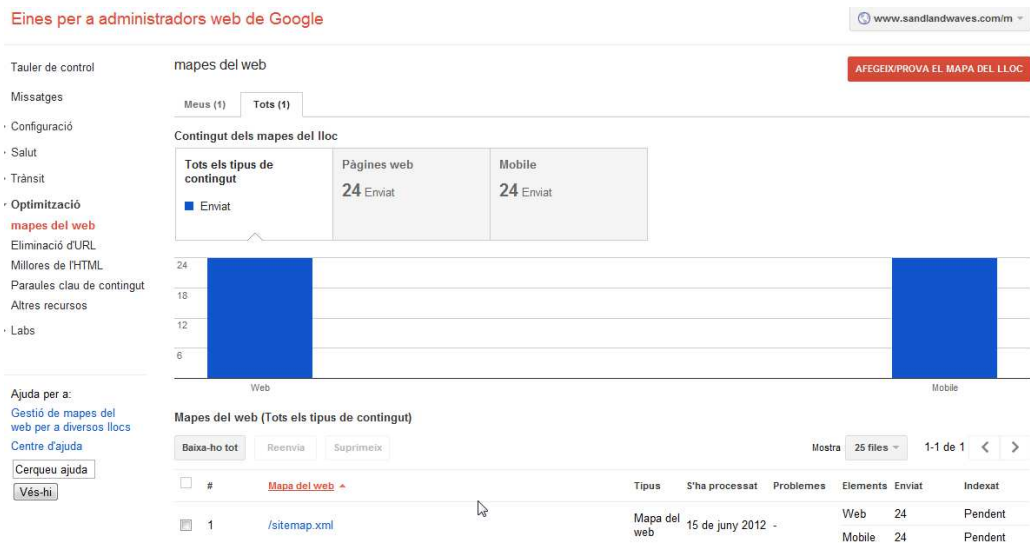 Eines per a administradors web de Google
www.sandlandwaves.com/m
Tauler de control
Missatges
Configuració
Salut
Trànsit
Optimització
mapes del web
Eliminació d'URL
Millores de l'HTML
Paraules clau de contingut
Altres recursos
Labs
Ajuda per a:
Gestió de mapes del
web per a diversos llocs
Centre d'ajuda
Cerqueu ajuda
Vés-hi
mapes del web
AFEGEIX/PROVA EL MAPA DEL LLOC
Meus (1) Tots (1)
Contingut dels mapes del lloc
Tots els tipus de
contingut
Enviat
Pàgines web
24 Enviat
Mobile
24 Enviat
24
18
12
6
Web Mobile
Mapes del web (Tots els tipus de contingut)
Baixa-ho tot Reenvia Suprimeix Mostra 25 files 1-1 de 1
# Mapa del web Tipus S'ha processat Problemes Elements Enviat Indexat
1 /sitemap.xml Mapa del web 15 de juny 2012 - Web 24 Pendent
Mobile 24 Pendent